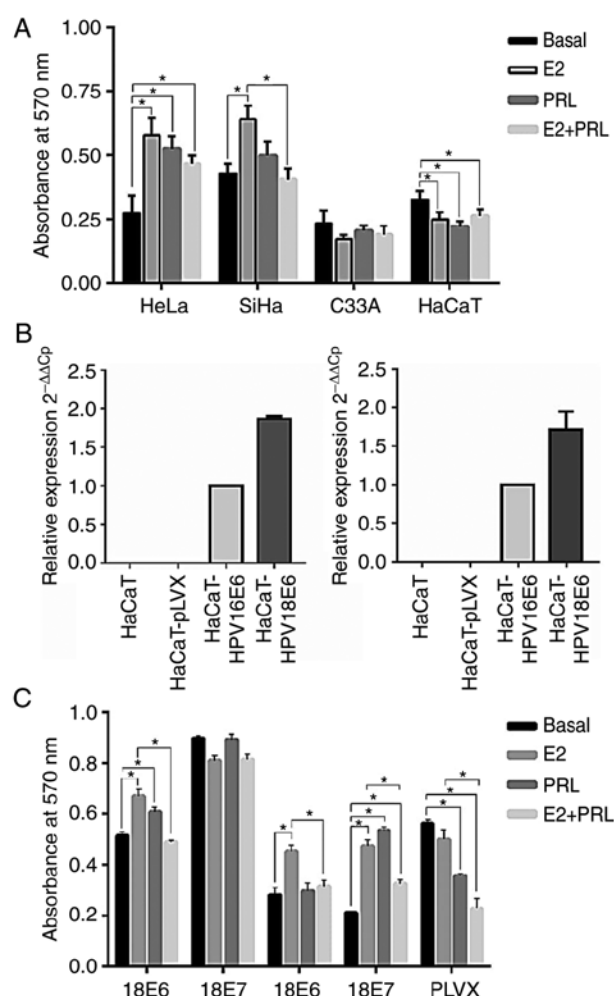 A
Absorbance at 570 nm
1.00
0.75
0.50
0.25
0.00
Basal
E2
PRL
E2+PRL
* * * * * * * *
HeLa SiHa C33A HaCaT
B
Relative expression 2−ΔΔCp
2.5
2.0
1.5
1.0
0.5
0.0
HaCaT
HaCaT-pLVX
HaCaT-
HPV16E6
HaCaT-
HPV18E6
Relative expression 2−ΔΔCp
2.5
2.0
1.5
1.0
0.5
0.0
HaCaT
HaCaT-pLVX
HaCaT-
HPV16E6
HaCaT-
HPV18E6
C
Absorbance at 570 nm
1.0
0.8
0.6
0.4
0.2
0
Basal
E2
PRL
E2+PRL
* * * * * * * * * * * *
18E6 18E7 18E6 18E7 PLVX